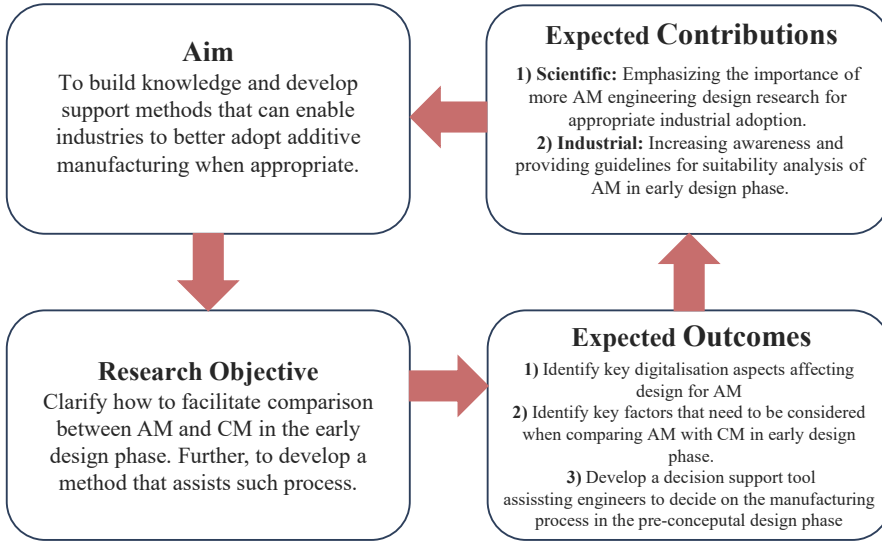 Aim
To build knowledge and develop
support methods that can enable
industries to better adopt additive
manufacturing when appropriate.
Expected Contributions
1) Scientific: Emphasizing the importance of
more AM engineering design research for
appropriate industrial adoption.
2) Industrial: Increasing awareness and
providing guidelines for suitability analysis of
AM in early design phase.
Research Objective
Clarify how to facilitate comparison
between AM and CM in the early
design phase. Further, to develop a
method that assists such process.
Expected Outcomes
1) Identify key digitalisation aspects affecting
design for AM
2) Identify key factors that need to be considered
when comparing AM with CM in early design
phase.
3) Develop a decision support tool
assissting engineers to decide on the manufacturing
process in the pre-conceputal design phase